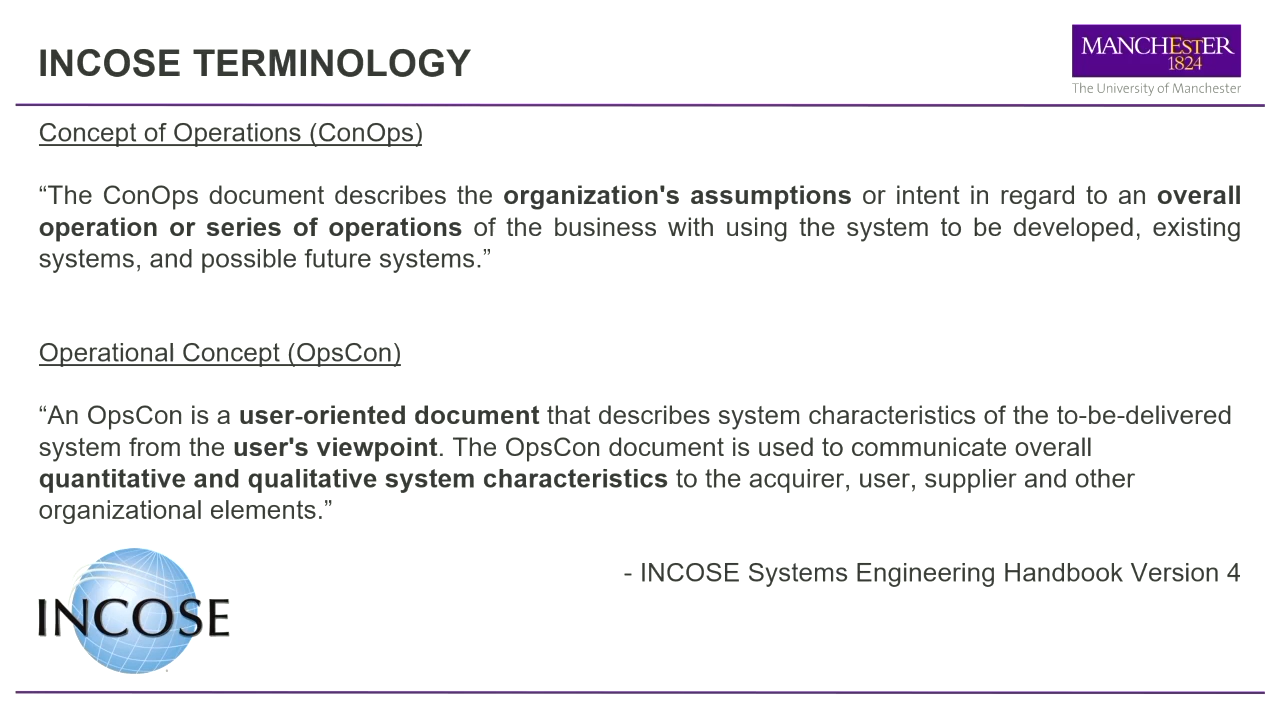 INCOSE TERMINOLOGY
MANCHEStER
1824
The University of Manchester
Concept of Operations (ConOps)
“The ConOps document describes the organization's assumptions or intent in regard to an overall
operation or series of operations of the business with using the system to be developed, existing
systems, and possible future systems.”
Operational Concept (OpsCon)
“An OpsCon is a user-oriented document that describes system characteristics of the to-be-delivered
system from the user's viewpoint. The OpsCon document is used to communicate overall
quantitative and qualitative system characteristics to the acquirer, user, supplier and other
organizational elements.”
- INCOSE Systems Engineering Handbook Version 4
INCOSE